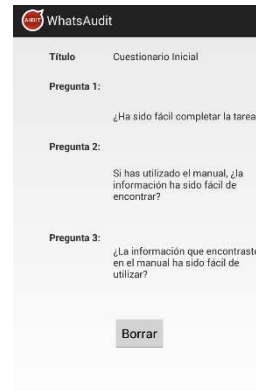 AUDIT WhatsAudit
Título Cuestionario Inicial
Pregunta 1:
¿Ha sido fácil completar la tarea
Pregunta 2:
Si has utilizado el manual, ¿la
información ha sido fácil de
encontrar?
Pregunta 3:
¿La información que encontraste
en el manual ha sido fácil de
utilizar?
Borrar